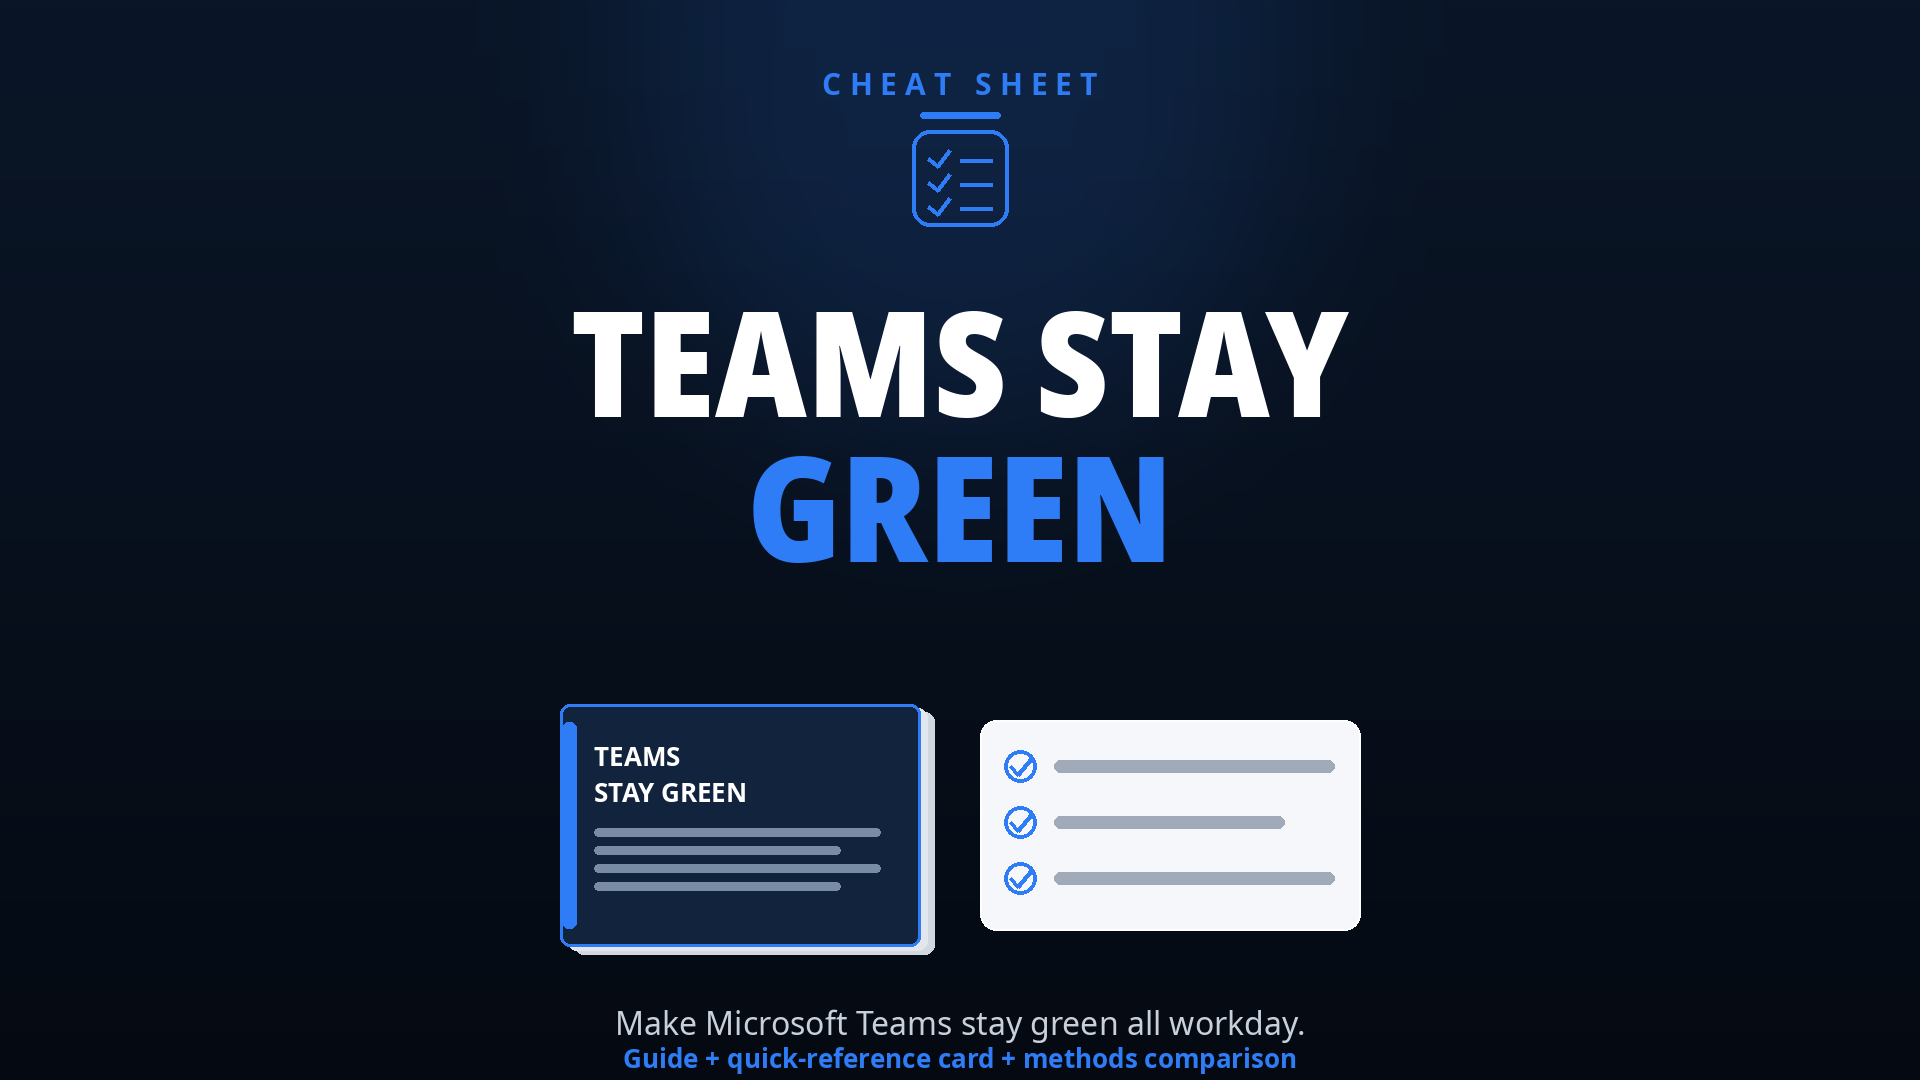 CHEAT SHEET
TEAMS STAY
GREEN
TEAMS
STAY GREEN
Make Microsoft Teams stay green all workday.
Guide + quick-reference card + methods comparison